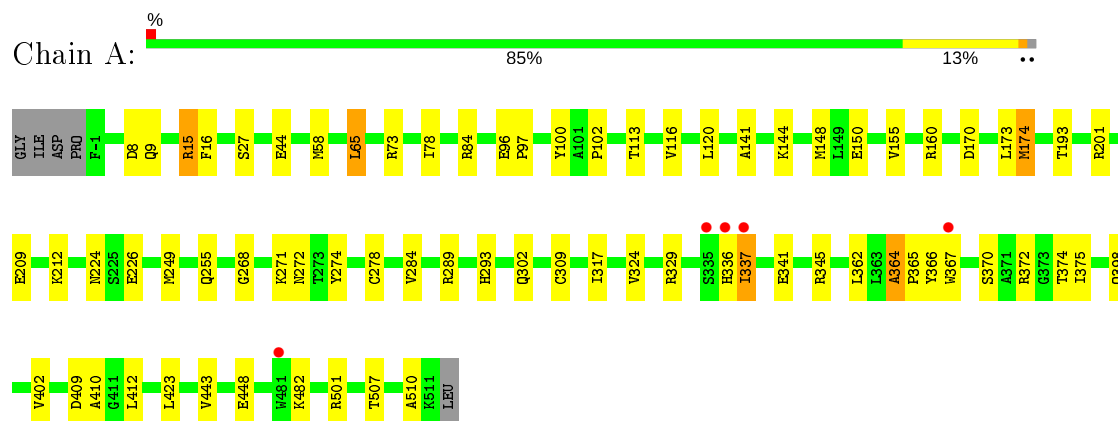 %
Chain A:
85% 13% ••
GLY ILE ASP PRO F-1 D8 Q9 R15 F16 S27 E44 M58 L65 R73 I78 R84 E96 P97 Y100 A101 P102 T113 V116 L120 A141 K144 M148 L149 E150 V155 R160 D170 L173 M174 T193 R201
E209 K212 N224 S225 E226 M249 Q255 G268 K271 N272 T273 Y274 C278 V284 R289 H293 Q302 C309 I317 V324 R329 S335 H336 I337 E341 R345 L362 L363 A364 P365 Y366 W367 S370 A371 R372 G373 T374 I375
V402 D409 A410 G411 L412 L423 V443 E448 W481 K482 R501 T507 A510 K511 LEU